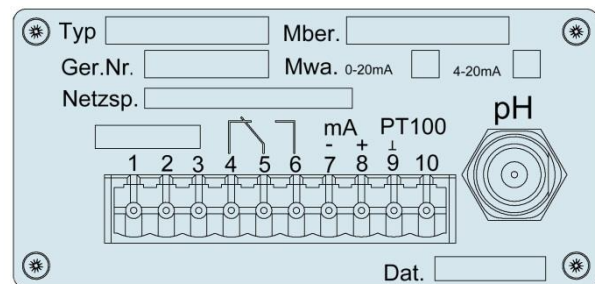 Typ Mber.
Ger.Nr. Mwa. 0-20mA 4-20mA
Netzsp.
pH
mA PT100
- + ⊥
1 2 3 4 5 6 7 8 9 10
Dat.